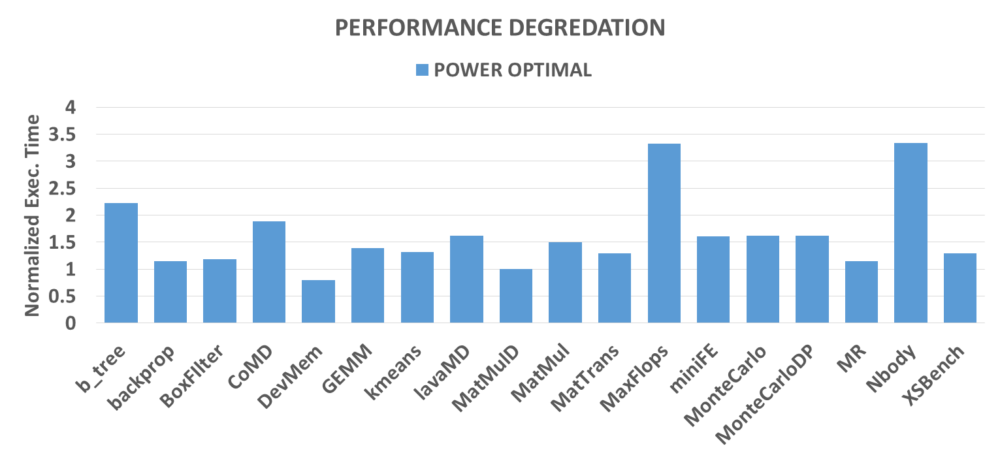 PERFORMANCE DEGREDATION
POWER OPTIMAL
Normalized Exec. Time
4
3.5
3
2.5
2
1.5
1
0.5
0
b_tree
backprop
BoxFIlter
CoMD
DevMem
GEMM
kmeans
lavaMD
MatMulD
MatMul
MatTrans
MaxFlops
miniFE
MonteCarlo
MonteCarloDP
MR
Nbody
XSBench